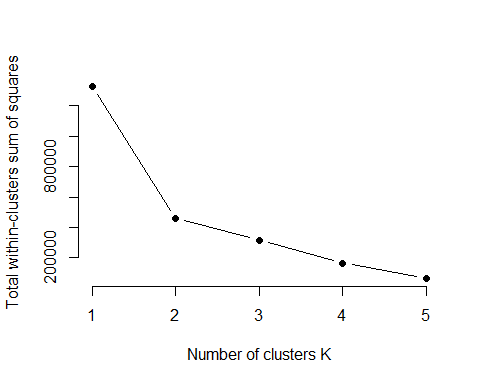 Total within-clusters sum of squares
800000
200000
1 2 3 4 5
Number of clusters K